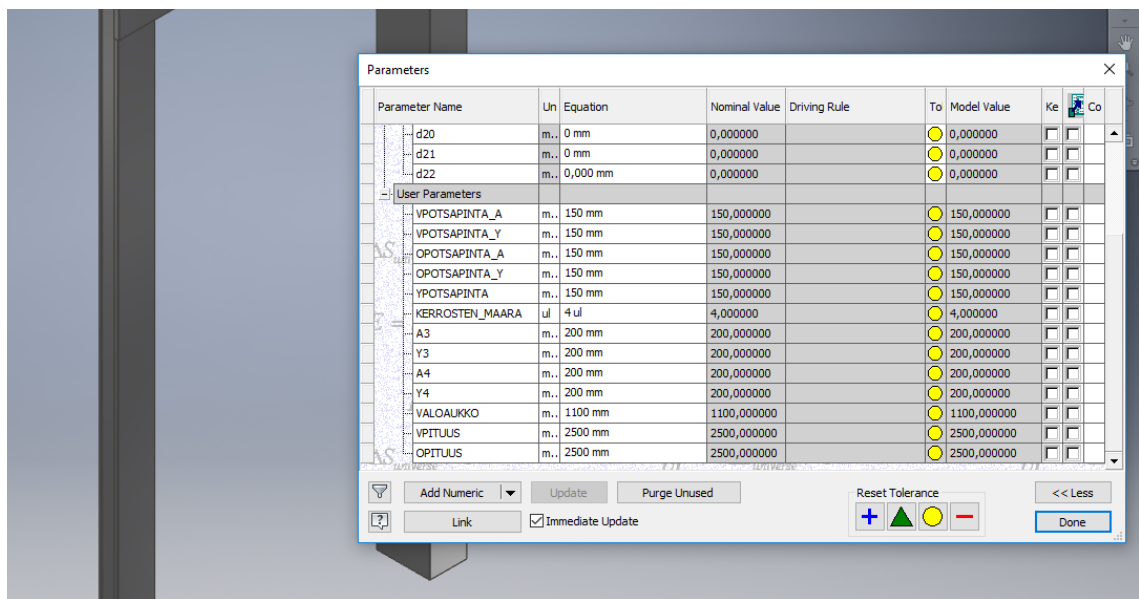 Parameters
Parameter Name Un Equation Nominal Value Driving Rule To Model Value Ke Co
d20 m.. 0 mm 0,000000 0,000000
d21 m.. 0 mm 0,000000 0,000000
d22 m.. 0,000 mm 0,000000 0,000000
User Parameters
VPOTSAPINTA_A m.. 150 mm 150,000000 150,000000
VPOTSAPINTA_Y m.. 150 mm 150,000000 150,000000
OPOTSAPINTA_A m.. 150 mm 150,000000 150,000000
OPOTSAPINTA_Y m.. 150 mm 150,000000 150,000000
YPOTSAPINTA m.. 150 mm 150,000000 150,000000
KERROSTEN_MAARA ul 4 ul 4,000000 4,000000
A3 m.. 200 mm 200,000000 200,000000
Y3 m.. 200 mm 200,000000 200,000000
A4 m.. 200 mm 200,000000 200,000000
Y4 m.. 200 mm 200,000000 200,000000
VALOAUKKO m.. 1100 mm 1100,000000 1100,000000
VPITUUS m.. 2500 mm 2500,000000 2500,000000
OPITUUS m.. 2500 mm 2500,000000 2500,000000
Add Numeric Update Purge Unused Reset Tolerance << Less
Link Immediate Update Done